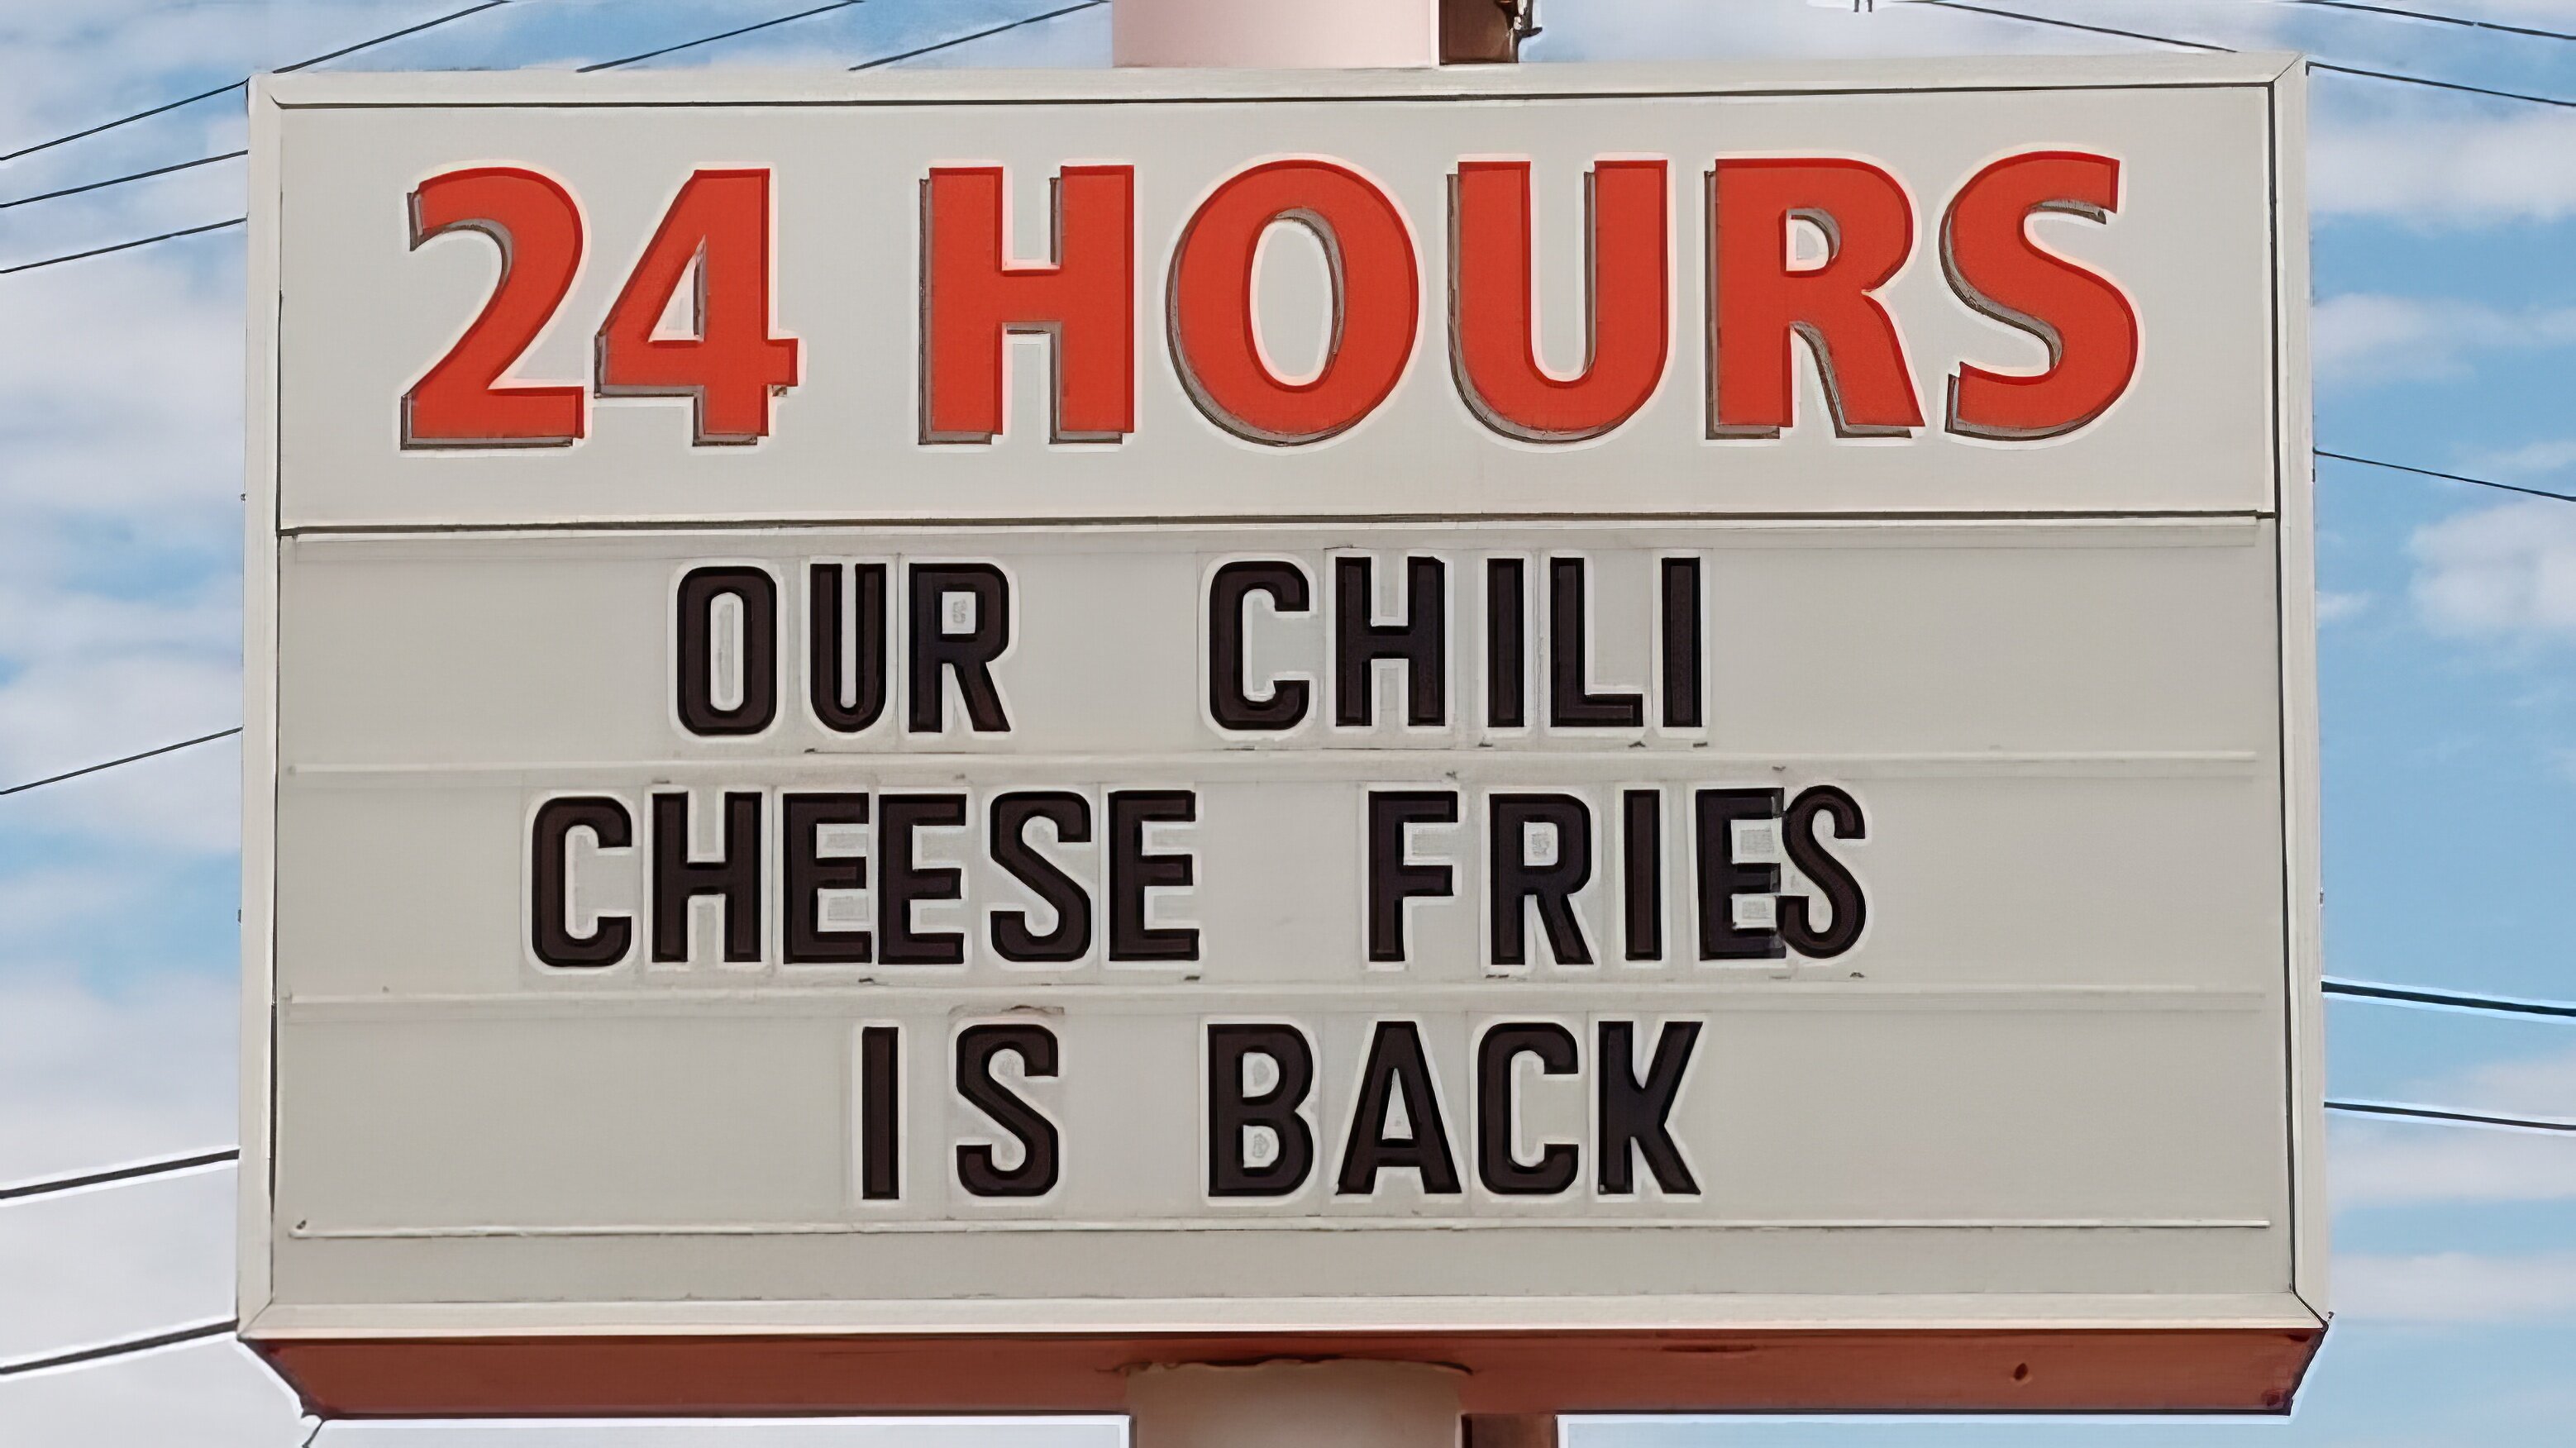 24 HOURS
OUR CHILI
CHEESE FRIES
IS BACK